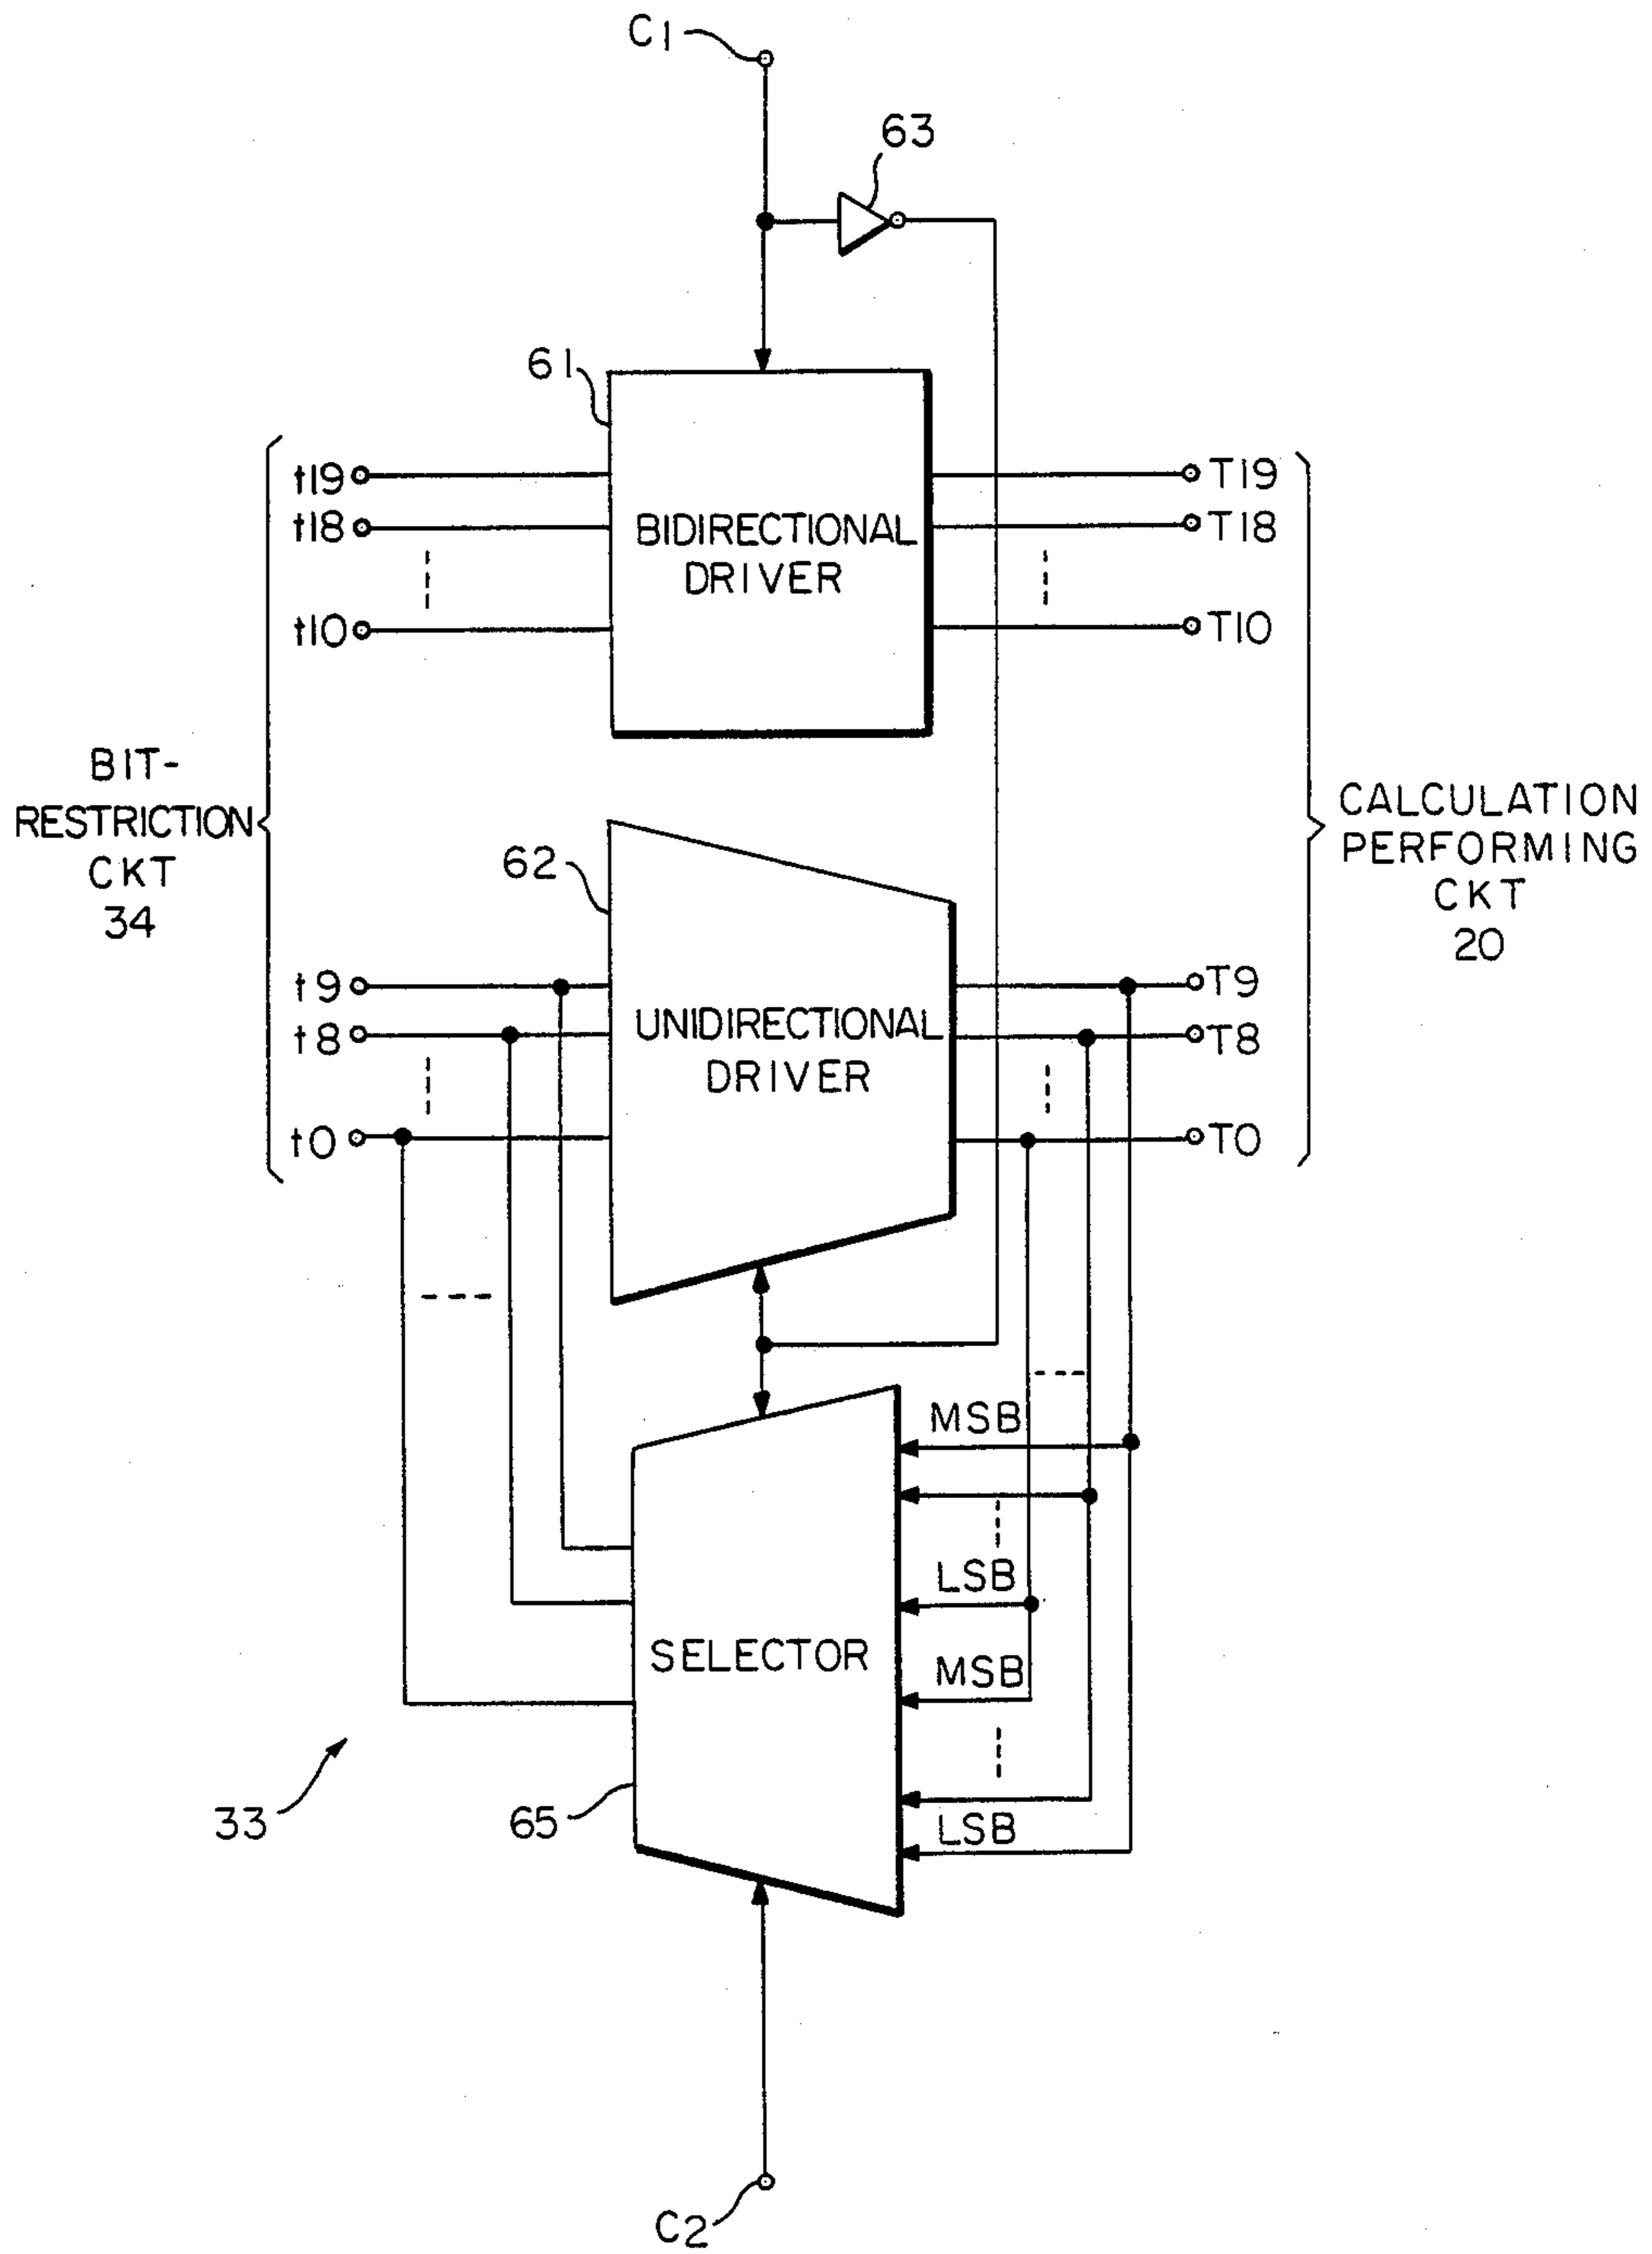 C1
63
61
t19
T19
t18
T18
BIDIRECTIONAL
DRIVER
t10
T10
BIT-
RESTRICTION
CKT
34
CALCULATION
PERFORMING
CKT
20
62
t9
T9
t8
UNIDIRECTIONAL
T8
DRIVER
t0
T0
MSB
LSB
SELECTOR
MSB
33
65
LSB
C2